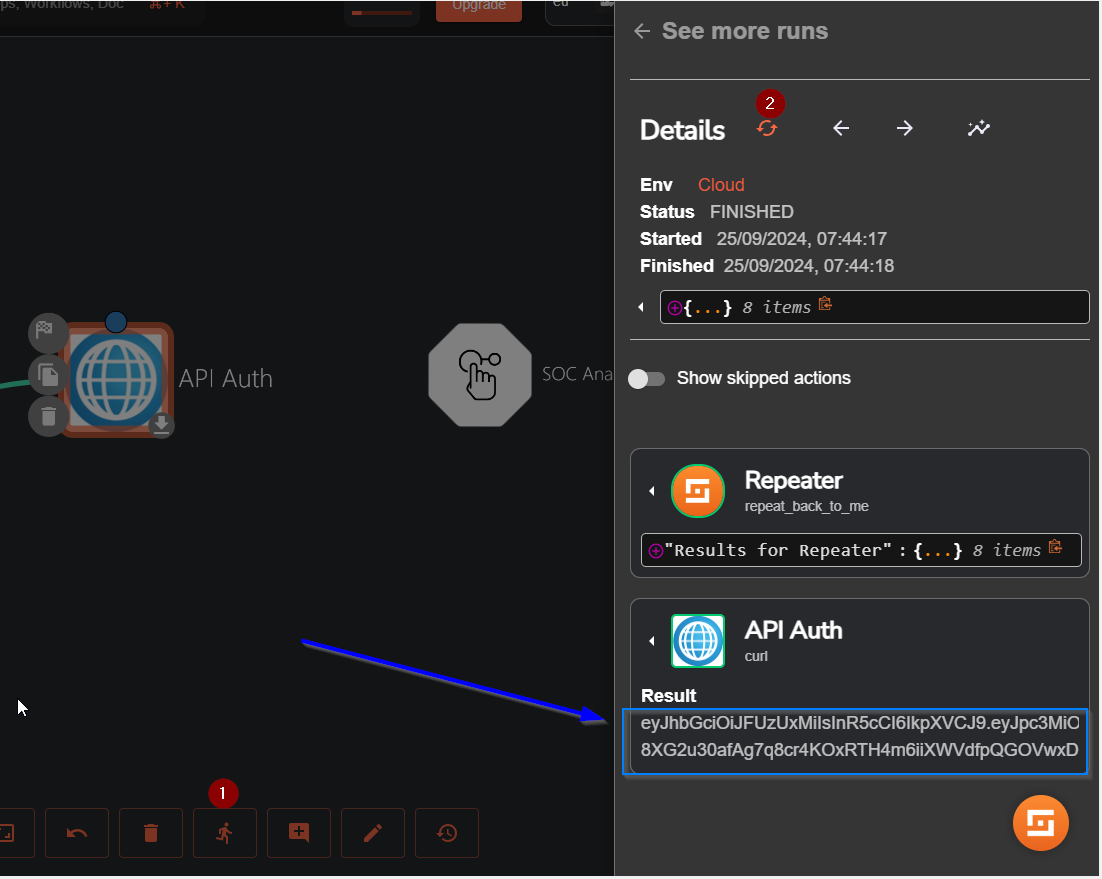 ps, Workflows, Doc
⌘+ K
Upgrade
eu
← See more runs
2
Details
Env Cloud
Status FINISHED
Started 25/09/2024, 07:44:17
Finished 25/09/2024, 07:44:18
{...} 8 items
Show skipped actions
API Auth
SOC Ana
Repeater
repeat_back_to_me
"Results for Repeater" : {...} 8 items
API Auth
curl
Result
eyJhbGciOiJFUzUxMiIsInR5cCI6IkpXVCJ9.eyJpc3MiO
8XG2u30afAg7q8cr4KOxRTH4m6iiXWVdfpQGOVwxD
1